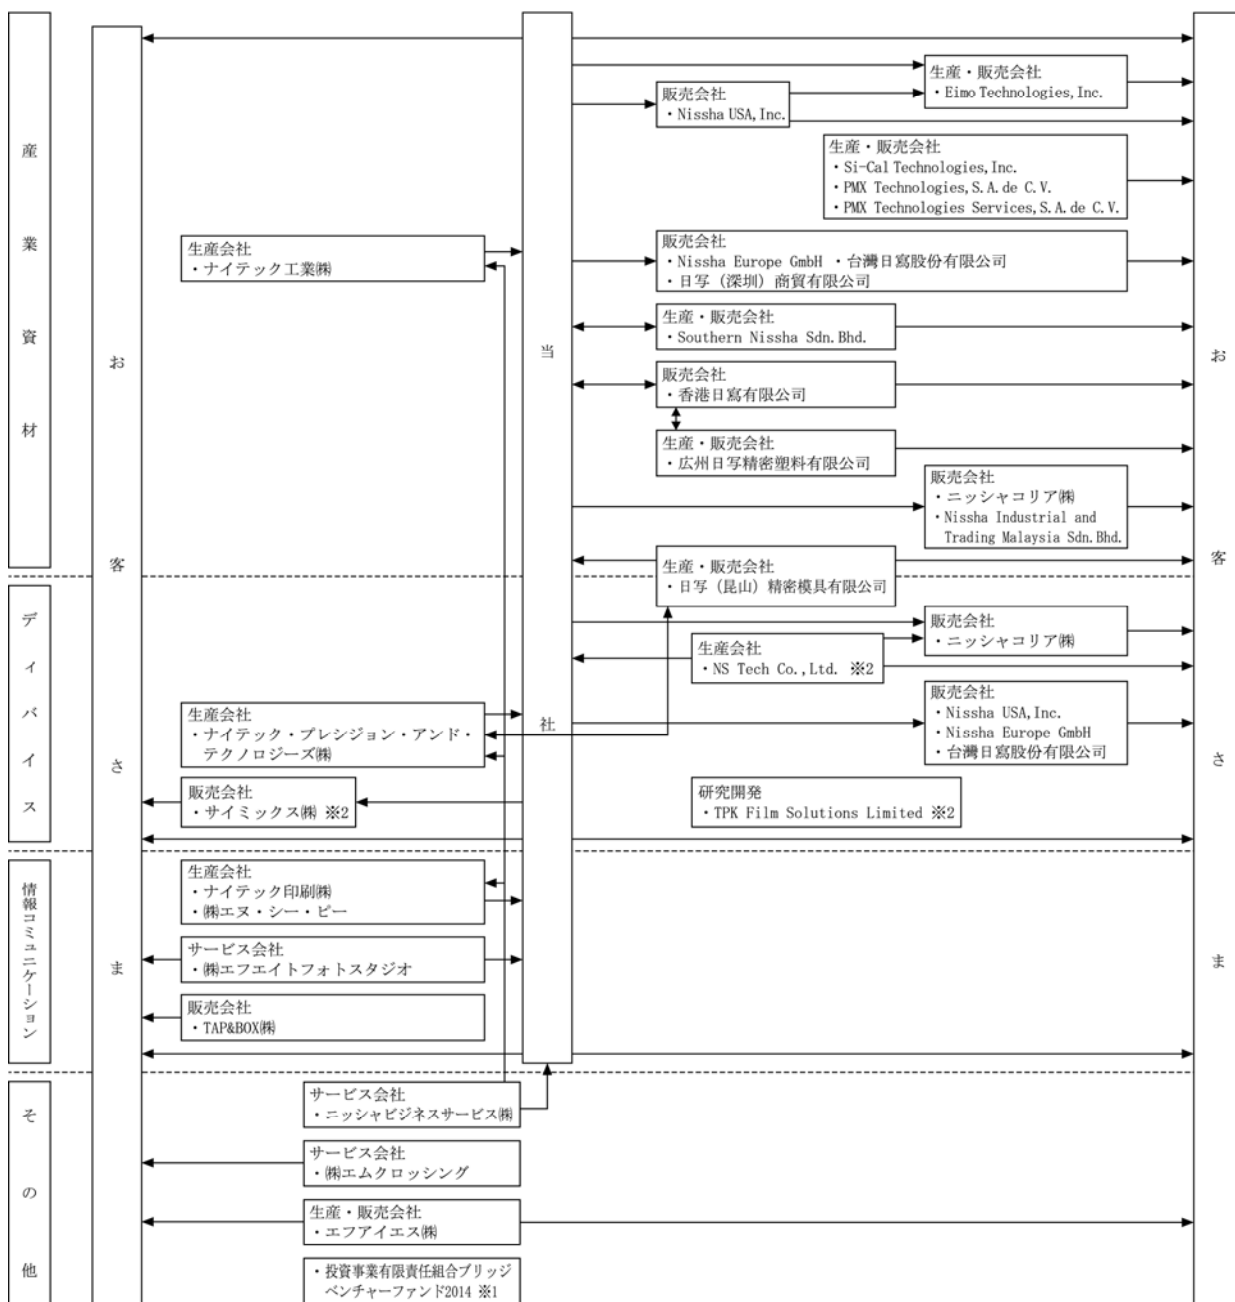 産業資材
お客さま
当社
お客さま
生産・販売会社
・Eimo Technologies,Inc.
販売会社
・Nissha USA,Inc.
生産・販売会社
・Si-Cal Technologies,Inc.
・PMX Technologies,S.A.de C.V.
・PMX Technologies Services,S.A.de C.V.
生産会社
・ナイテック工業㈱
販売会社
・Nissha Europe GmbH ・台灣日寫股份有限公司
・日写（深圳）商貿有限公司
生産・販売会社
・Southern Nissha Sdn.Bhd.
販売会社
・香港日寫有限公司
生産・販売会社
・広州日写精密塑料有限公司
販売会社
・ニッシャコリア㈱
・Nissha Industrial and
Trading Malaysia Sdn.Bhd.
生産・販売会社
・日写（昆山）精密模具有限公司
ディバイス
販売会社
・ニッシャコリア㈱
生産会社
・NS Tech Co.,Ltd. ※2
生産会社
・ナイテック・プレシジョン・アンド・
テクノロジーズ㈱
販売会社
・Nissha USA,Inc.
・Nissha Europe GmbH
・台灣日寫股份有限公司
販売会社
・サイミックス㈱ ※2
研究開発
・TPK Film Solutions Limited ※2
情報コミュニケーション
生産会社
・ナイテック印刷㈱
・㈱エヌ・シー・ピー
サービス会社
・㈱エフエイトフォトスタジオ
販売会社
・TAP&BOX㈱
その他
サービス会社
・ニッシャビジネスサービス㈱
サービス会社
・㈱エムクロッシング
生産・販売会社
・エフアイエス㈱
・投資事業有限責任組合ブリッジ
ベンチャーファンド2014 ※1